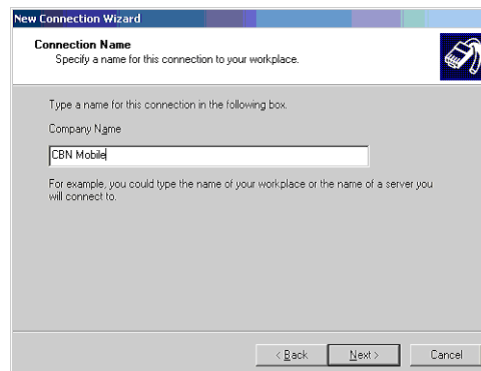 New Connection Wizard
Connection Name
Specify a name for this connection to your workplace.
Type a name for this connection in the following box.
Company Name
CBN Mobile
For example, you could type the name of your workplace or the name of a server you
will connect to.
< Back Next > Cancel